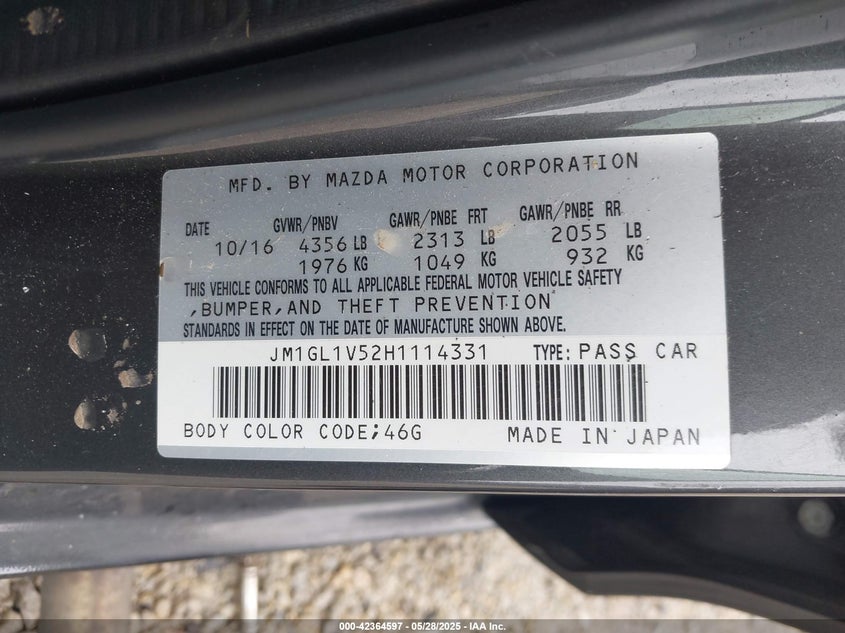 MFD. BY MAZDA MOTOR CORPORATION
DATE GVWR/PNBV GAWR/PNBE FRT GAWR/PNBE RR
10/16 4356 LB 2313 LB 2055 LB
1976 KG 1049 KG 932 KG
THIS VEHICLE CONFORMS TO ALL APPLICABLE FEDERAL MOTOR VEHICLE SAFETY
,BUMPER,AND THEFT PREVENTION
STANDARDS IN EFFECT ON THE DATE OF MANUFACTURE SHOWN ABOVE.
JM1GL1V52H1114331 TYPE: PASS CAR
BODY COLOR CODE;46G MADE IN JAPAN
000-42364597 - 05/28/2025 - IAA Inc.